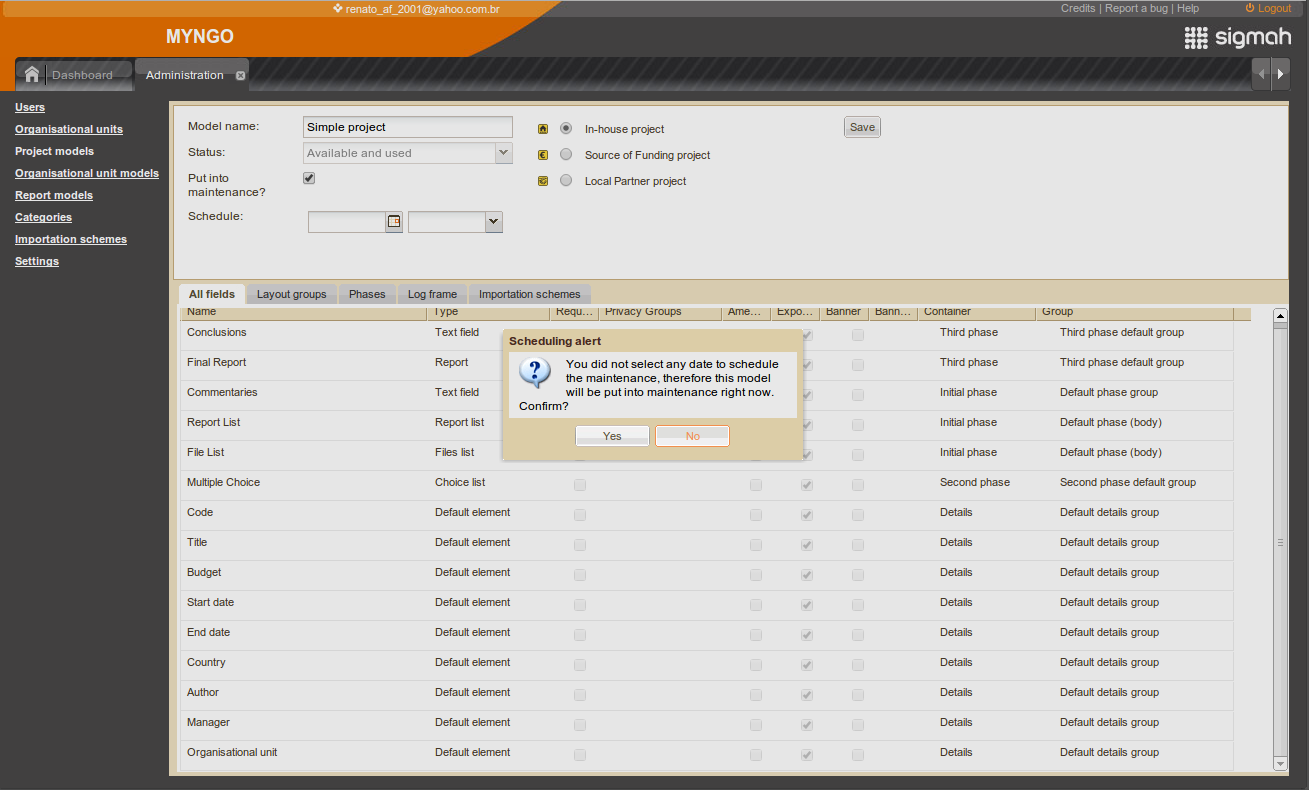 renato_af_2001@yahoo.com.br
Credits | Report a bug | Help
Logout
MYNGO
sigmah
Dashboard
Administration
Users
Organisational units
Project models
Organisational unit models
Report models
Categories
Importation schemes
Settings
Model name:
Simple project
In-house project
Save
Status:
Available and used
Source of Funding project
Put into
maintenance?
Local Partner project
Schedule:
All fields
Layout groups
Phases
Log frame
Importation schemes
Name Type Requ... Privacy Groups Ame... Expo... Banner Bann... Container Group
Conclusions Text field Third phase Third phase default group
Final Report Report Third phase Third phase default group
Commentaries Text field Initial phase Default phase group
Report List Report list Initial phase Default phase (body)
File List Files list Initial phase Default phase (body)
Multiple Choice Choice list Second phase Second phase default group
Code Default element Details Default details group
Title Default element Details Default details group
Budget Default element Details Default details group
Start date Default element Details Default details group
End date Default element Details Default details group
Country Default element Details Default details group
Author Default element Details Default details group
Manager Default element Details Default details group
Organisational unit Default element Details Default details group
Scheduling alert
You did not select any date to schedule
the maintenance, therefore this model
will be put into maintenance right now.
Confirm?
Yes
No